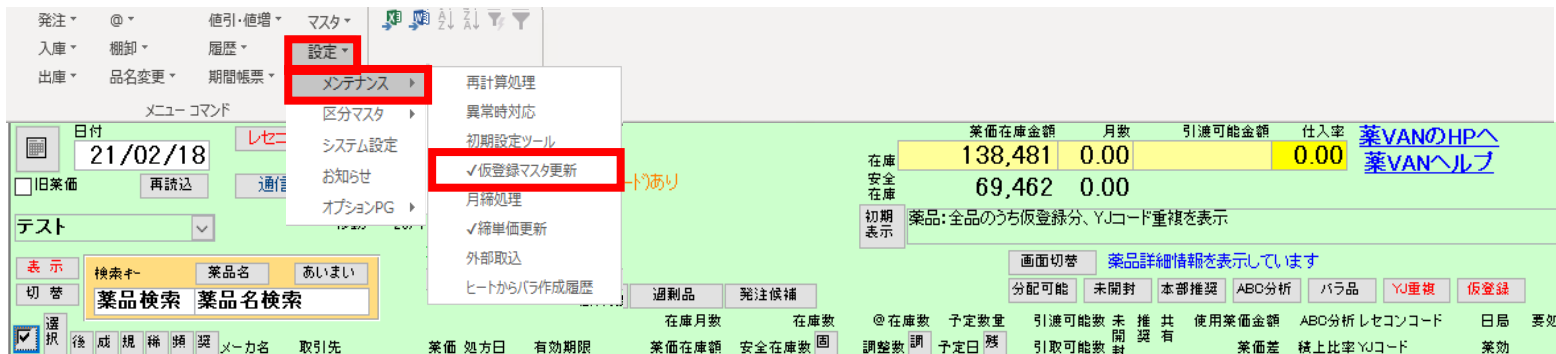 発注 @ 値引・値増 マスタ
入庫 棚卸 履歴 設定
出庫 品名変更 期間帳票
メニュー コマンド
メンテナンス
区分マスタ
システム設定
お知らせ
オプションPG
再計算処理
異常時対応
初期設定ツール
✓仮登録マスタ更新
月締処理
✓締単価更新
外部取込
ヒートからバラ作成履歴
日付
21/02/18
レセコ
旧薬価 再読込 通信
テスト
ード)あり
薬価在庫金額 月数 引渡可能金額 仕入率
在庫 138,481 0.00 0.00
安全在庫 69,462 0.00
薬VANのHPへ
薬VANヘルプ
初期表示 薬品:全品のうち仮登録分、YJコード重複を表示
表示 検索キー 薬品名 あいまい
切替 薬品検索 薬品名検索
画面切替 薬品詳細情報を表示しています
過剰品 発注候補
分配可能 未開封 本部推奨 ABC分析 バラ品 YJ重複 仮登録
選択 後 成 規 稀 頻 奨 メーカ名 取引先 薬価 処方日 有効期限
在庫月数 在庫数 @在庫数 予定数量 引渡可能数 未開封 推奨 共有 使用薬価金額 ABC分析 レセコンコード 日局 要処
薬価在庫額 安全在庫数 固 調整数 調 予定日 残 引取可能数 薬価差 積上比率 YJコード 薬効